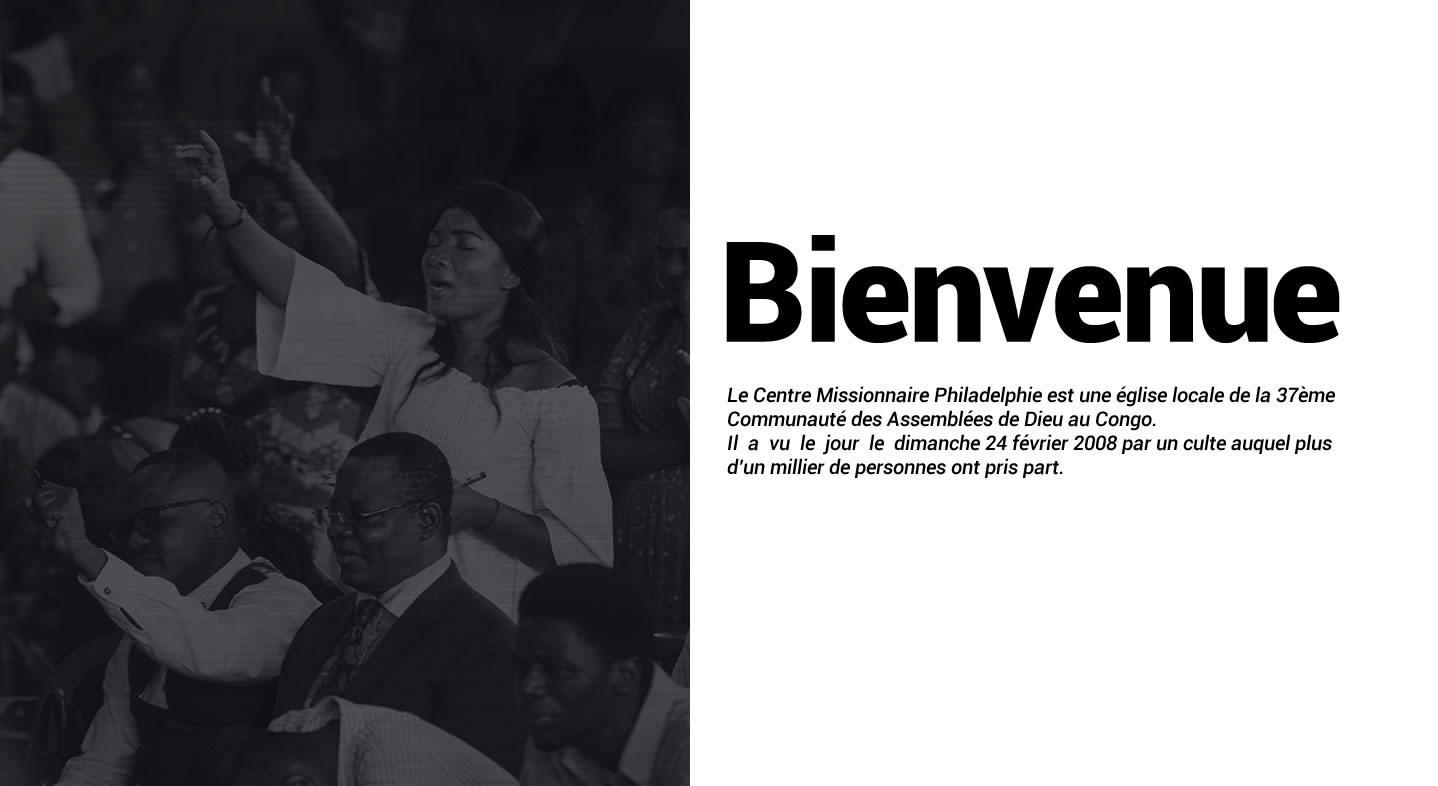 Bienvenue
Le Centre Missionnaire Philadelphie est une église locale de la 37ème
Communauté des Assemblées de Dieu au Congo.
Il a vu le jour le dimanche 24 février 2008 par un culte auquel plus
d'un millier de personnes ont pris part.